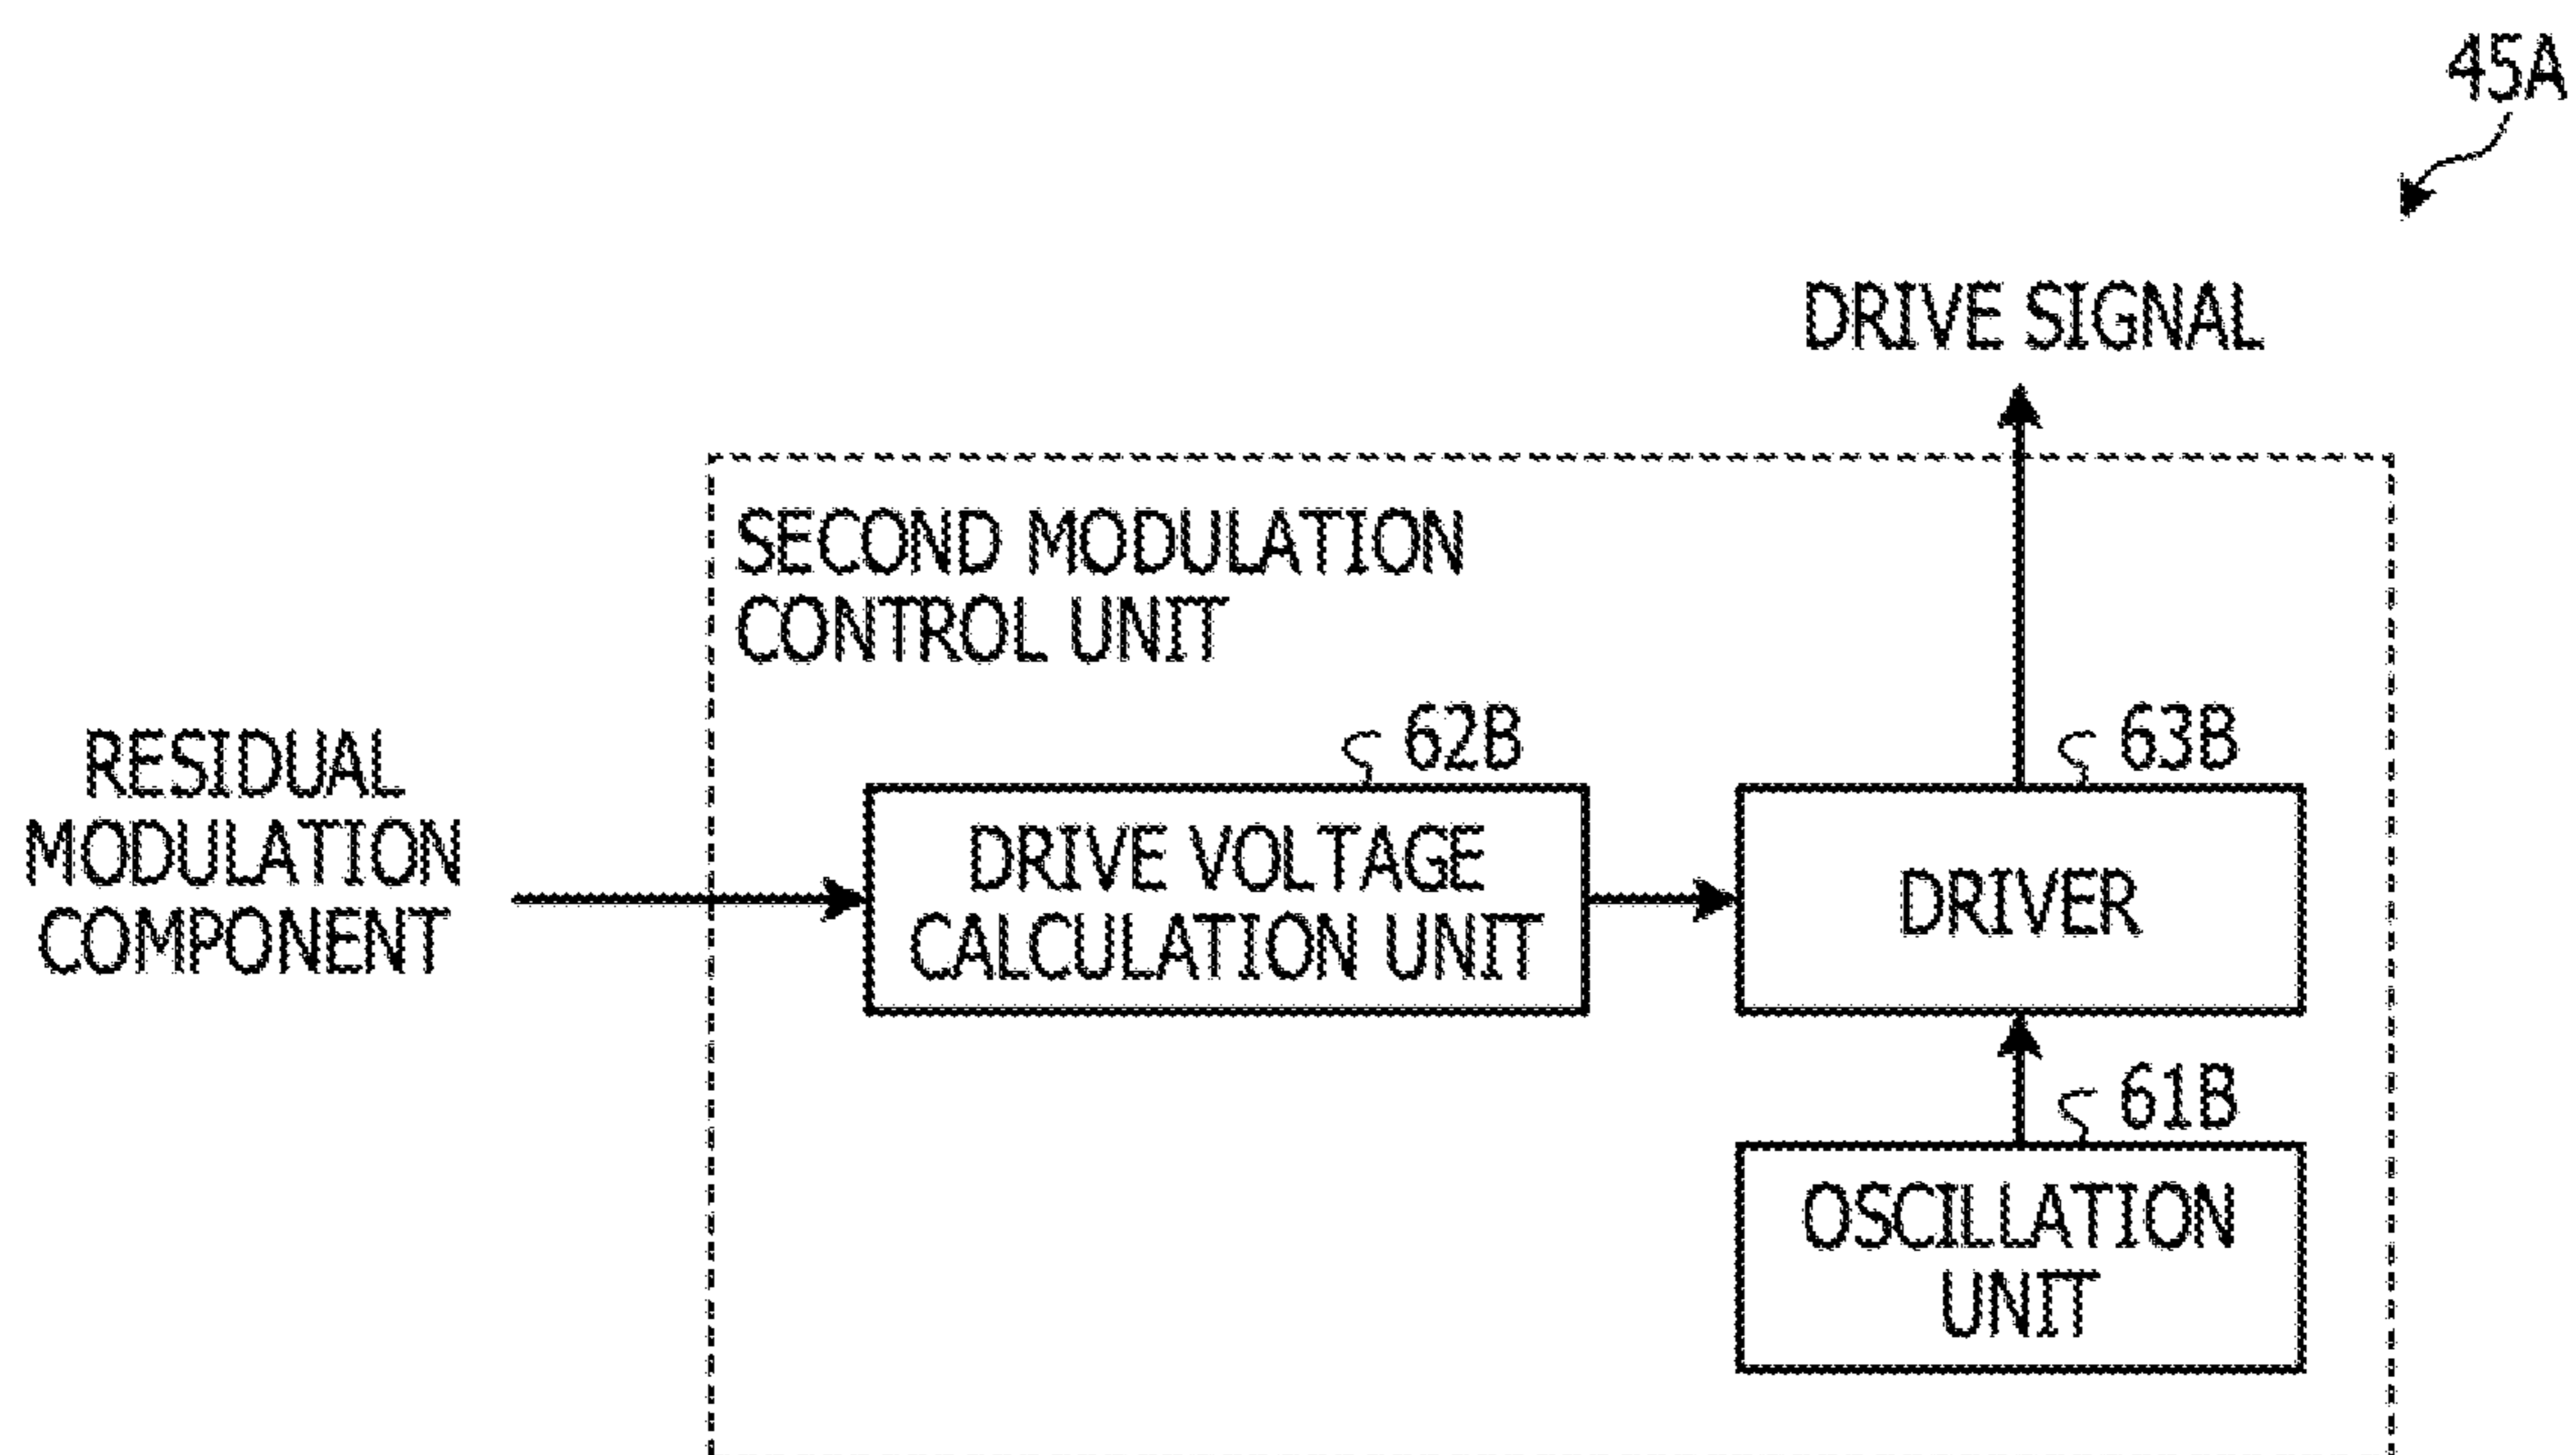 45A
DRIVE SIGNAL
SECOND MODULATION
CONTROL UNIT
RESIDUAL
MODULATION
COMPONENT
62B
DRIVE VOLTAGE
CALCULATION UNIT
63B
DRIVER
61B
OSCILLATION
UNIT